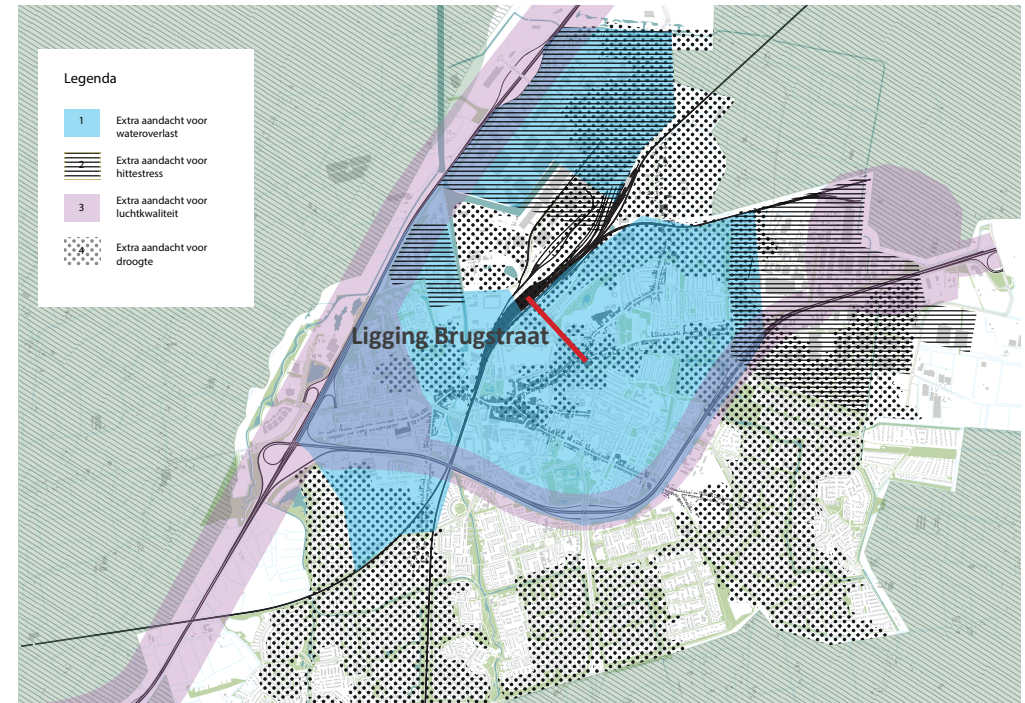 Legenda
1
Extra aandacht voor
wateroverlast
2
Extra aandacht voor
hittestress
3
Extra aandacht voor
luchtkwaliteit
4
Extra aandacht voor
droogte
Ligging Brugstraat